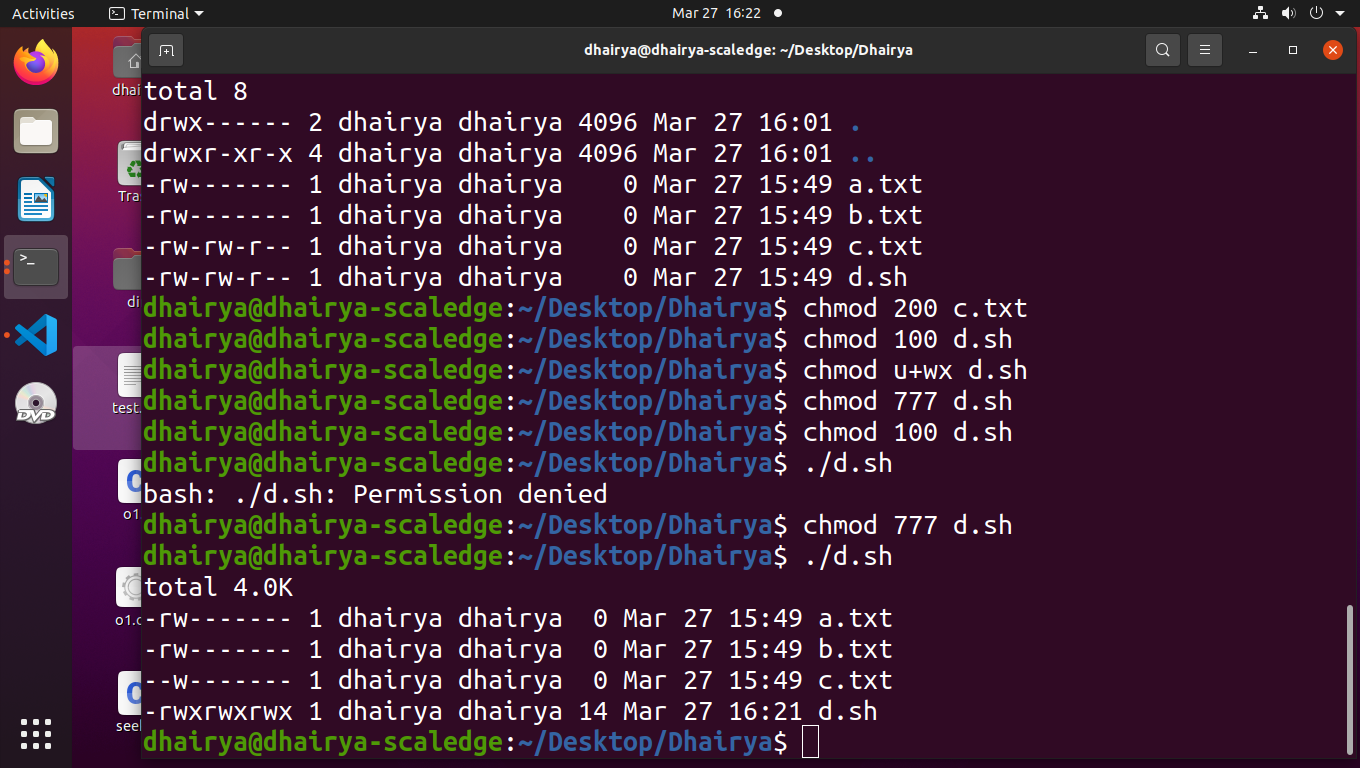 Activities Terminal Mar 27 16:22
dhairya@dhairya-scaledge: ~/Desktop/Dhairya
dhai
total 8
drwx------ 2 dhairya dhairya 4096 Mar 27 16:01 .
drwxr-xr-x 4 dhairya dhairya 4096 Mar 27 16:01 ..
-rw------- 1 dhairya dhairya    0 Mar 27 15:49 a.txt
Tra
-rw------- 1 dhairya dhairya    0 Mar 27 15:49 b.txt
-rw-rw-r-- 1 dhairya dhairya    0 Mar 27 15:49 c.txt
>_
-rw-rw-r-- 1 dhairya dhairya    0 Mar 27 15:49 d.sh
di
dhairya@dhairya-scaledge:~/Desktop/Dhairya$ chmod 200 c.txt
dhairya@dhairya-scaledge:~/Desktop/Dhairya$ chmod 100 d.sh
dhairya@dhairya-scaledge:~/Desktop/Dhairya$ chmod u+wx d.sh
dhairya@dhairya-scaledge:~/Desktop/Dhairya$ chmod 777 d.sh
test.
DVD
dhairya@dhairya-scaledge:~/Desktop/Dhairya$ chmod 100 d.sh
dhairya@dhairya-scaledge:~/Desktop/Dhairya$ ./d.sh
bash: ./d.sh: Permission denied
o1
dhairya@dhairya-scaledge:~/Desktop/Dhairya$ chmod 777 d.sh
dhairya@dhairya-scaledge:~/Desktop/Dhairya$ ./d.sh
total 4.0K
o1.
-rw------- 1 dhairya dhairya  0 Mar 27 15:49 a.txt
-rw------- 1 dhairya dhairya  0 Mar 27 15:49 b.txt
--w------- 1 dhairya dhairya  0 Mar 27 15:49 c.txt
-rwxrwxrwx 1 dhairya dhairya 14 Mar 27 16:21 d.sh
see
dhairya@dhairya-scaledge:~/Desktop/Dhairya$